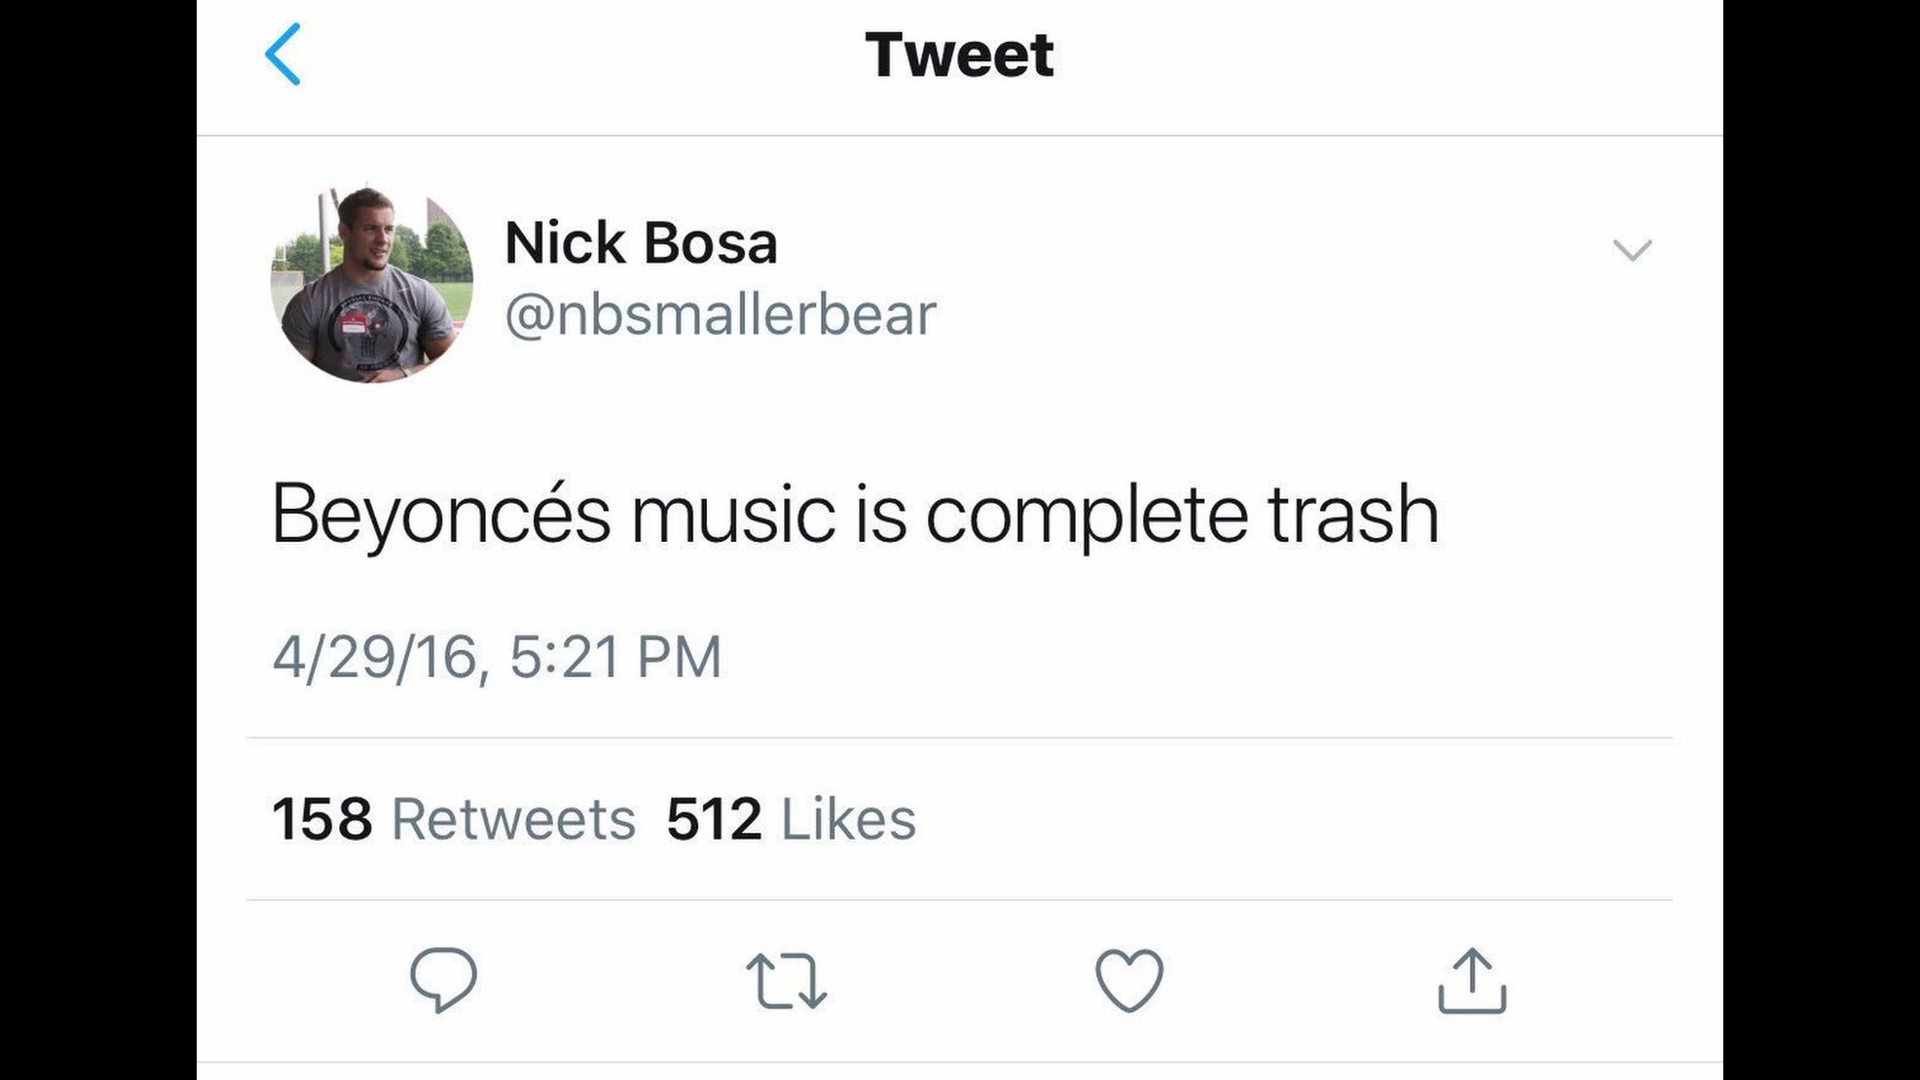 Tweet
Nick Bosa
@nbsmallerbear
Beyoncés music is complete trash
4/29/16, 5:21 PM
158 Retweets 512 Likes